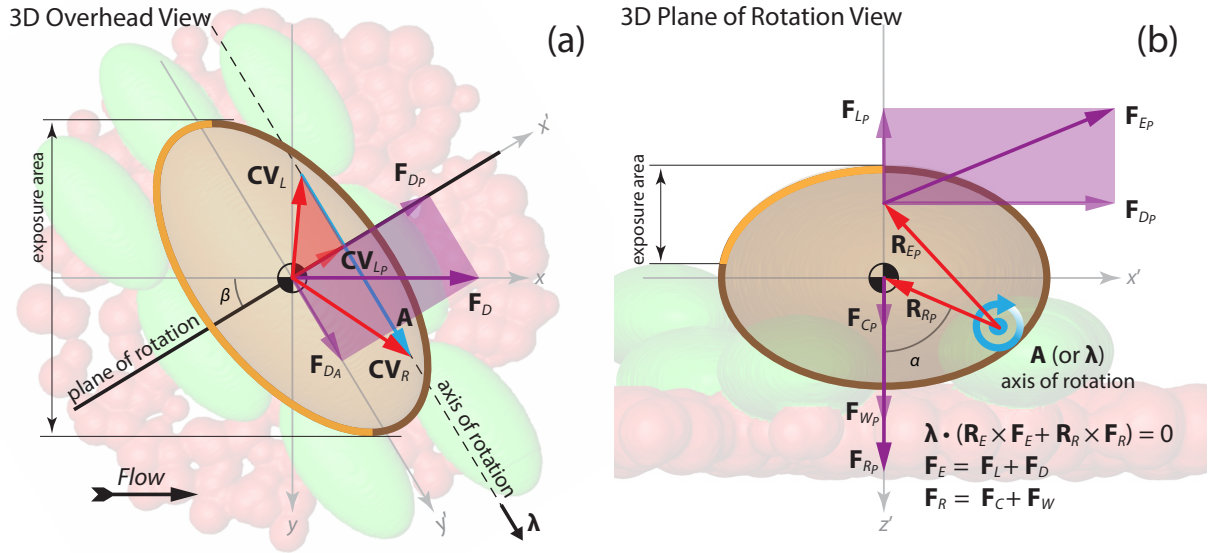 3D Overhead View
(a)
x'
F_DP
CV_L
exposure area
CV_LP
x
β
F_D
A
plane of rotation
F_DA
CV_R
axis of rotation
Flow
y
y'
λ
3D Plane of Rotation View
(b)
F_LP
F_EP
exposure area
F_DP
R_EP
x'
R_RP
F_CP
α
A (or λ)
axis of rotation
F_WP
λ • (R_E × F_E + R_R × F_R) = 0
F_RP
F_E = F_L + F_D
F_R = F_C + F_W
z'